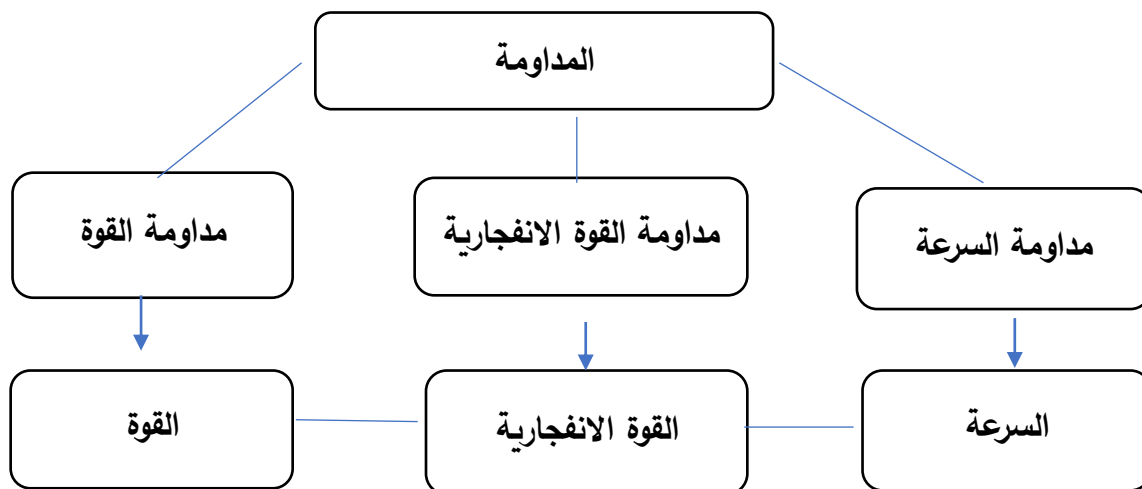 المداومة
مداومة السرعة
مداومة القوة الانفجارية
مداومة القوة
السرعة
القوة الانفجارية
القوة